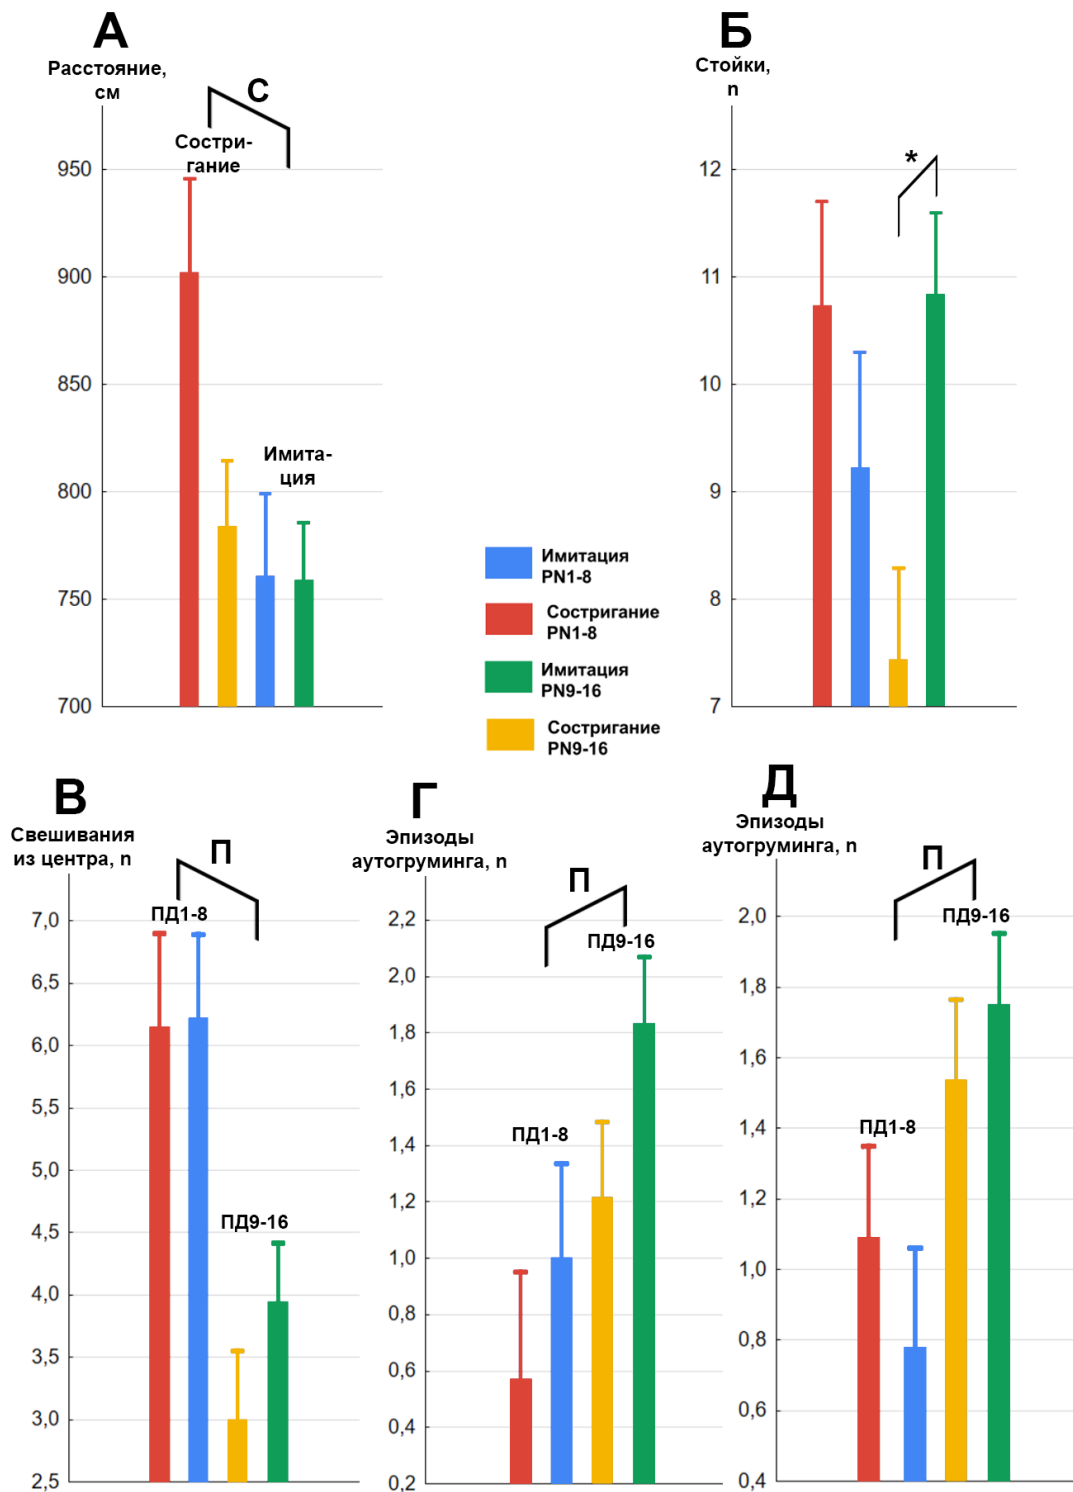 А
Расстояние,
см
С
Состри-
гание
950
900
850
800
750
700
Имита-
ция
Б
Стойки,
n
*
12
11
10
9
8
7
Имитация
PN1-8
Состригание
PN1-8
Имитация
PN9-16
Состригание
PN9-16
В
Свешивания
из центра, n
П
ПД1-8
7,0
6,5
6,0
5,5
5,0
4,5
4,0
3,5
3,0
2,5
ПД9-16
Г
Эпизоды
аутогруминга, n
П
ПД9-16
2,2
2,0
1,8
1,6
1,4
1,2
1,0
0,8
0,6
0,4
0,2
ПД1-8
Д
Эпизоды
аутогруминга, n
П
ПД9-16
2,0
1,8
1,6
1,4
1,2
1,0
0,8
0,6
0,4
ПД1-8